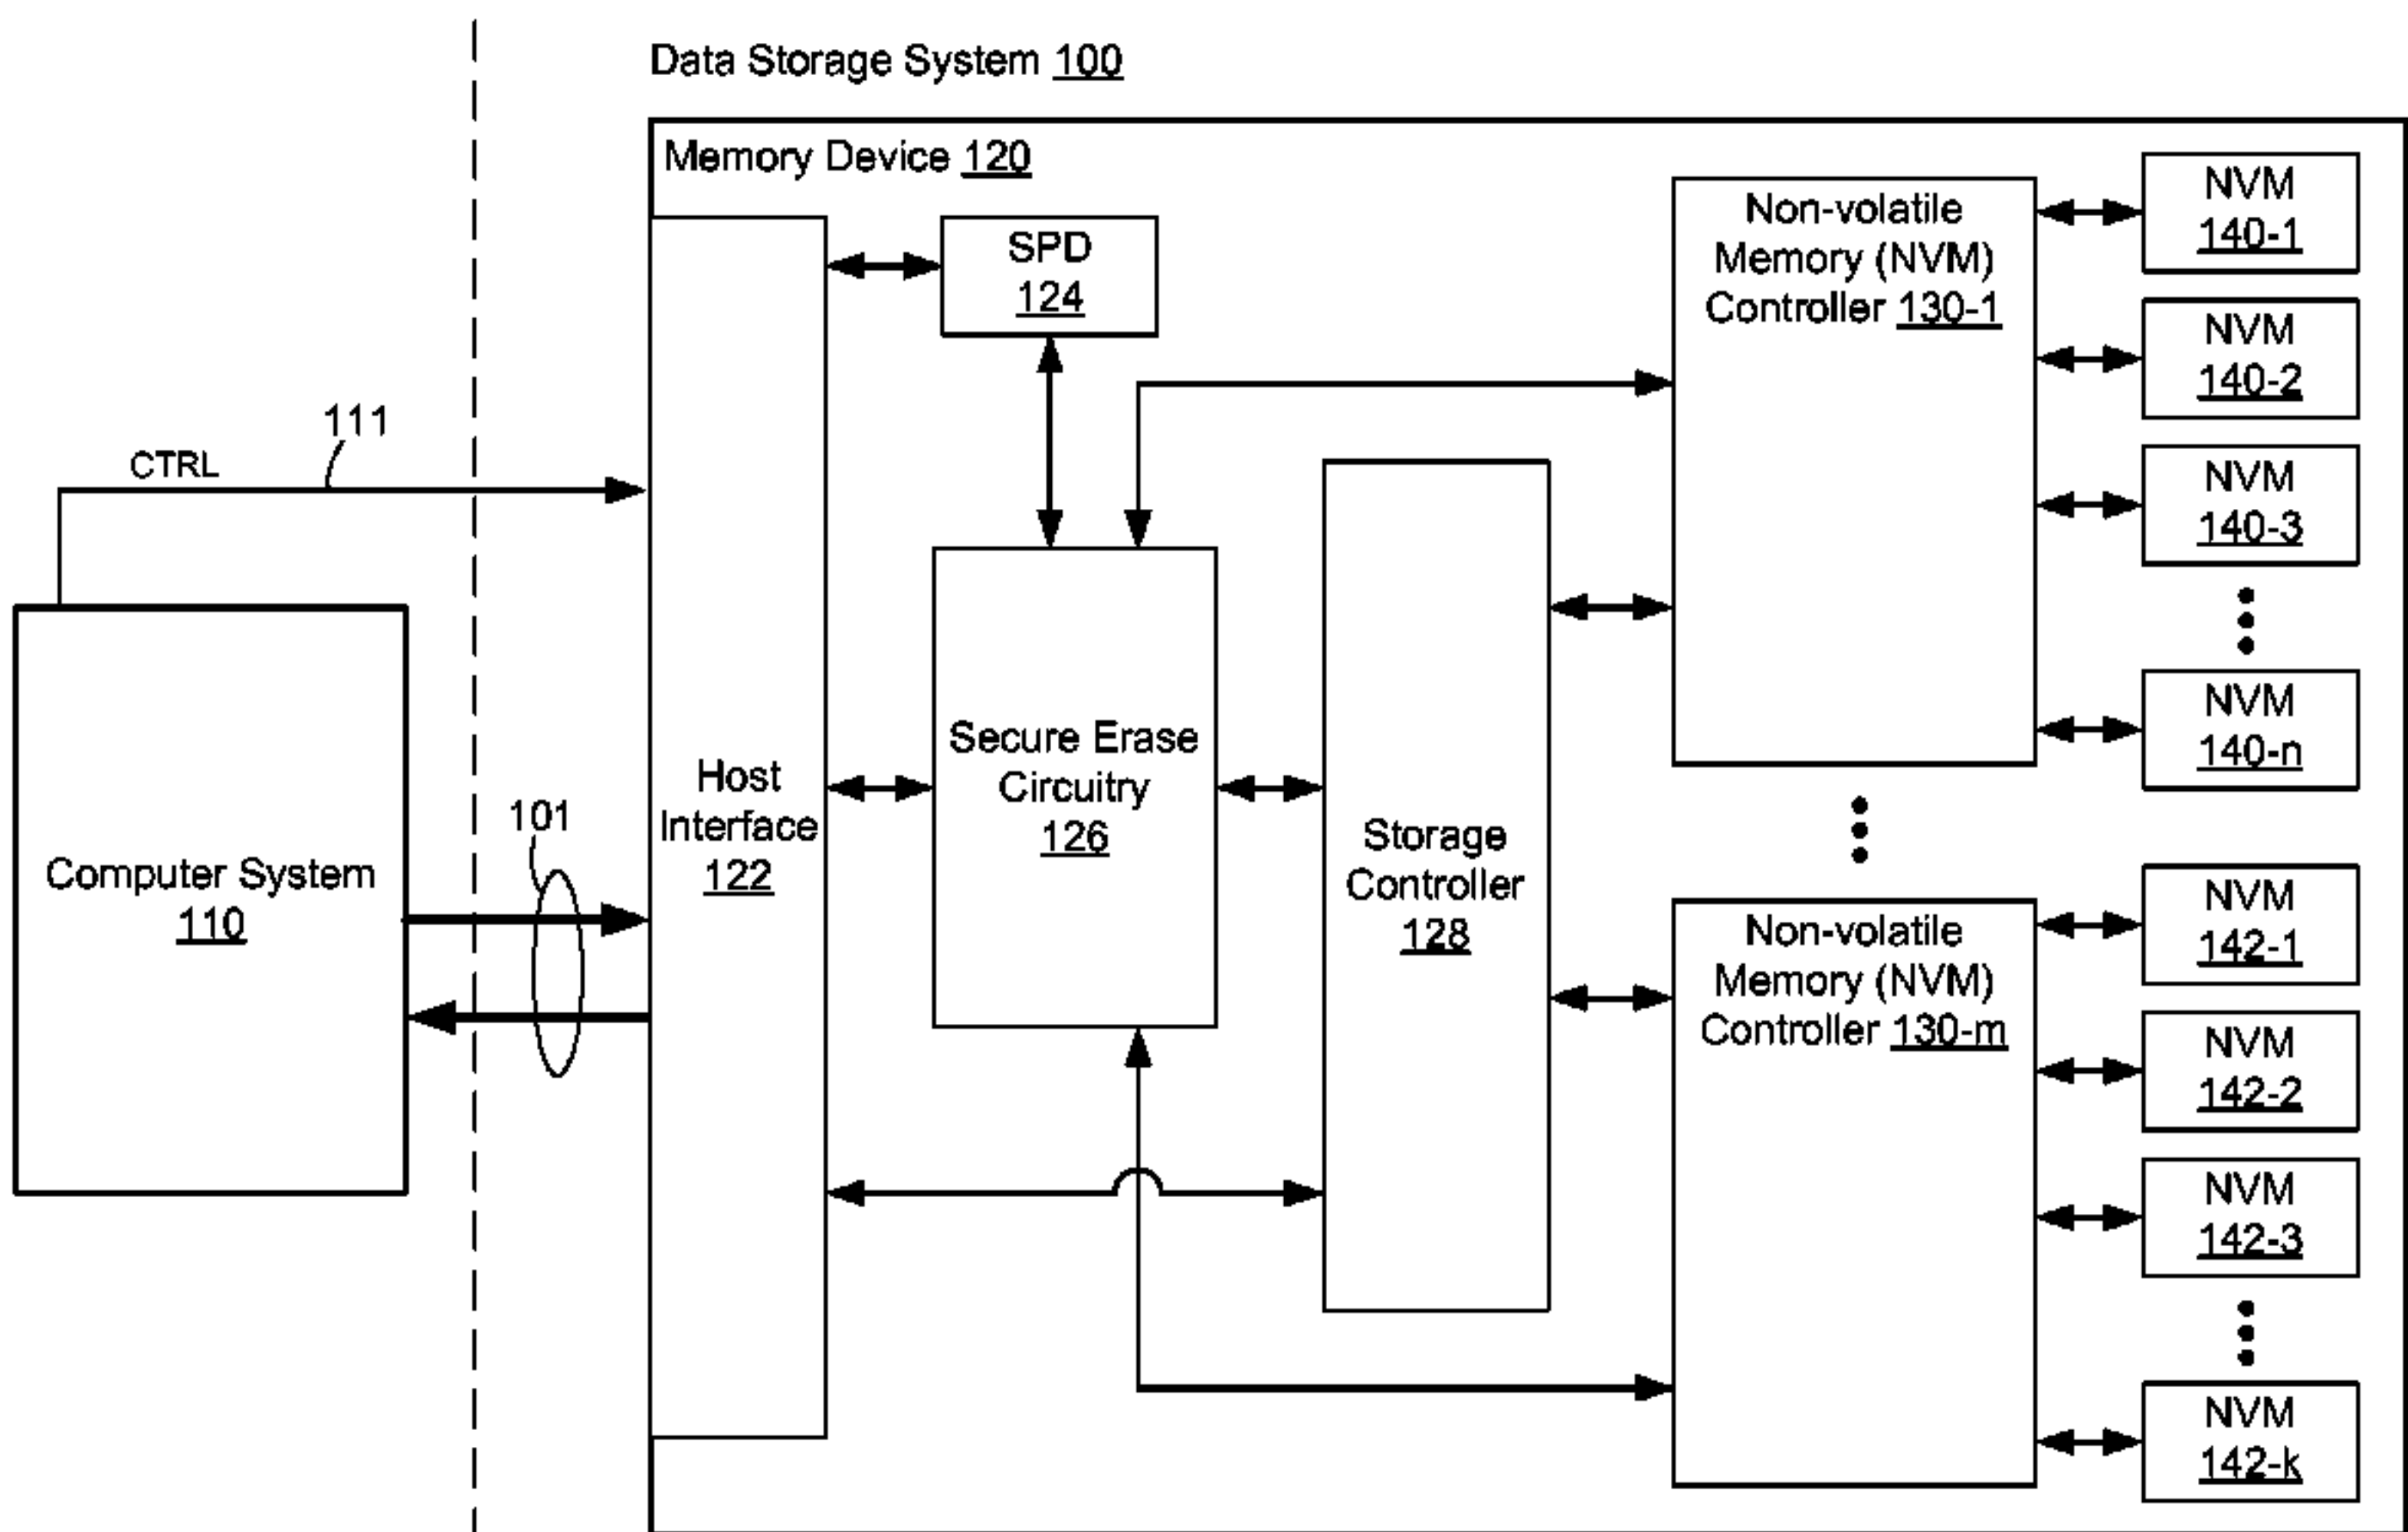 Data Storage System 100
Memory Device 120
CTRL
111
Computer System
110
101
Host
Interface
122
SPD
124
Secure Erase
Circuitry
126
Storage
Controller
128
Non-volatile
Memory (NVM)
Controller 130-1
NVM
140-1
NVM
140-2
NVM
140-3
NVM
140-n
Non-volatile
Memory (NVM)
Controller 130-m
NVM
142-1
NVM
142-2
NVM
142-3
NVM
142-k